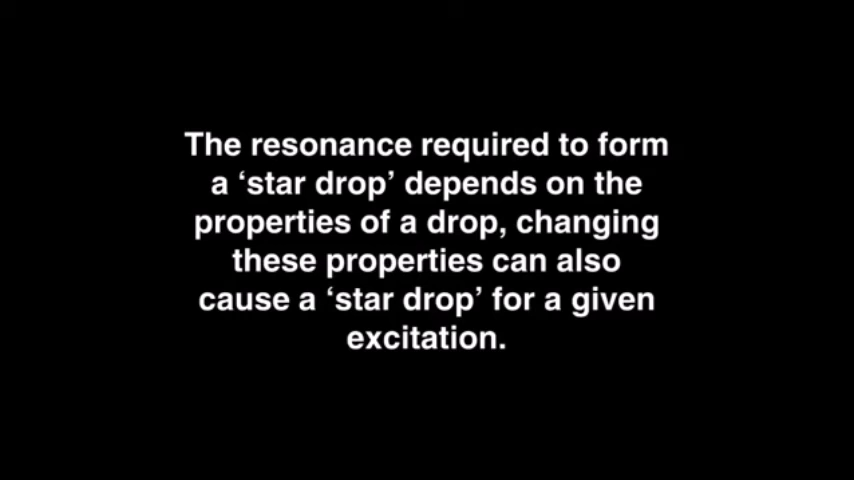 The resonance required to form
a ‘star drop’ depends on the
properties of a drop, changing
these properties can also
cause a ‘star drop’ for a given
excitation.